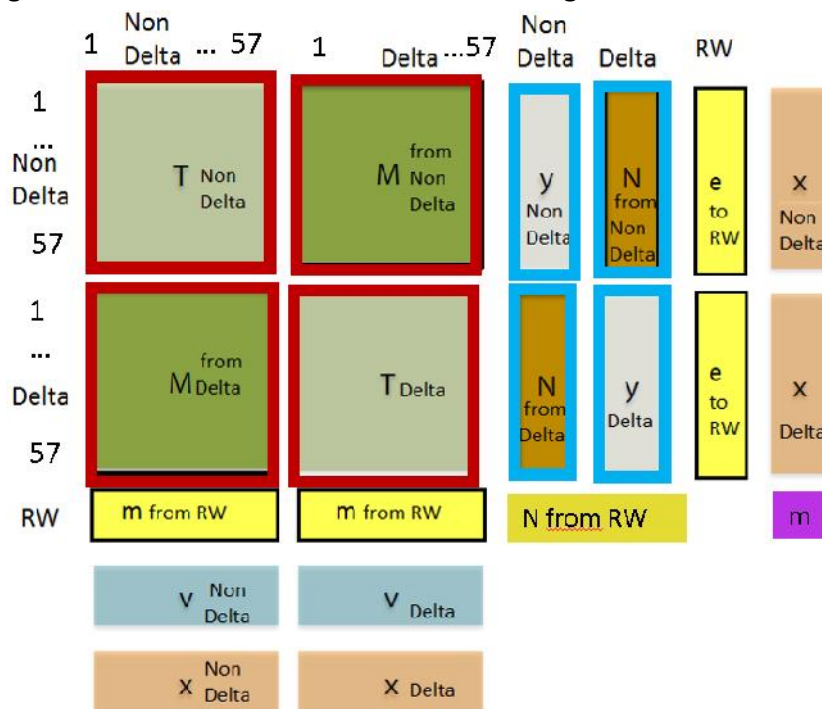 Non Non
1 Delta ... 57 1 Delta ...57 Delta Delta RW
1
...
Non
Delta
57
T Non
Delta
M from
Non
Delta
y
Non
Delta
N
from
Non
Delta
e
to
RW
x
Non
Delta
1
...
Delta
57
M from
Delta
T Delta
N
from
Delta
y
Delta
e
to
RW
x
Delta
RW m from RW m from RW N from RW m
v Non
Delta
v Delta
x Non
Delta
x Delta